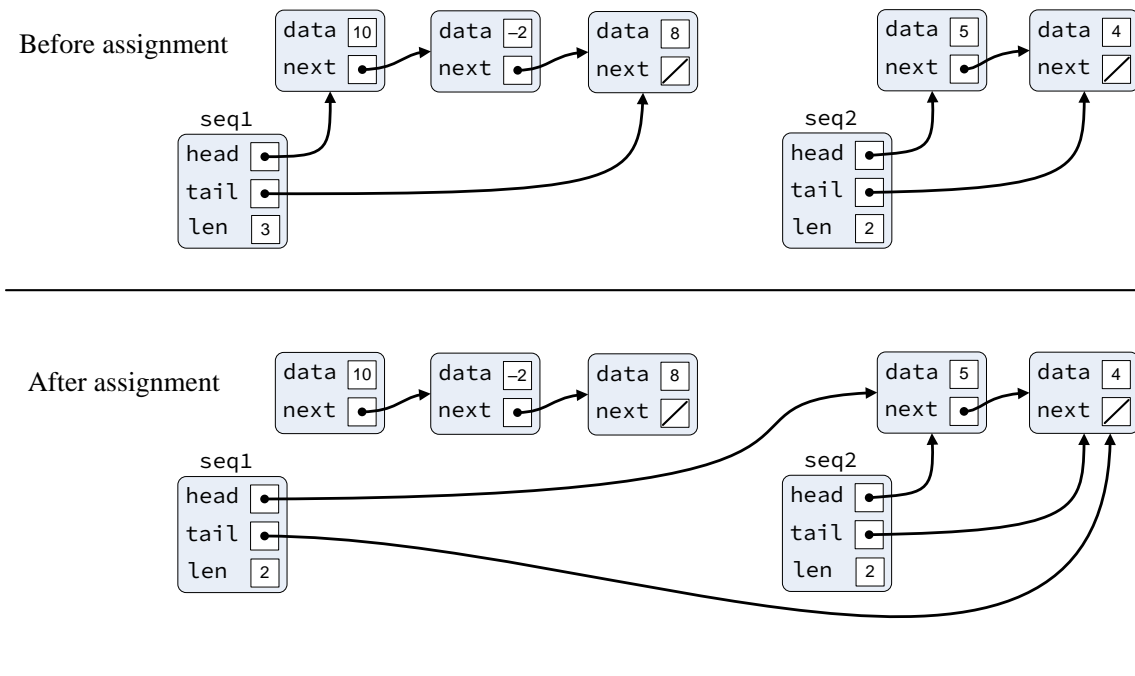 Before assignment
data 10
next
data –2
next
data 8
next
data 5
next
data 4
next
seq1
head
tail
len 3
seq2
head
tail
len 2
After assignment
data 10
next
data –2
next
data 8
next
data 5
next
data 4
next
seq1
head
tail
len 2
seq2
head
tail
len 2